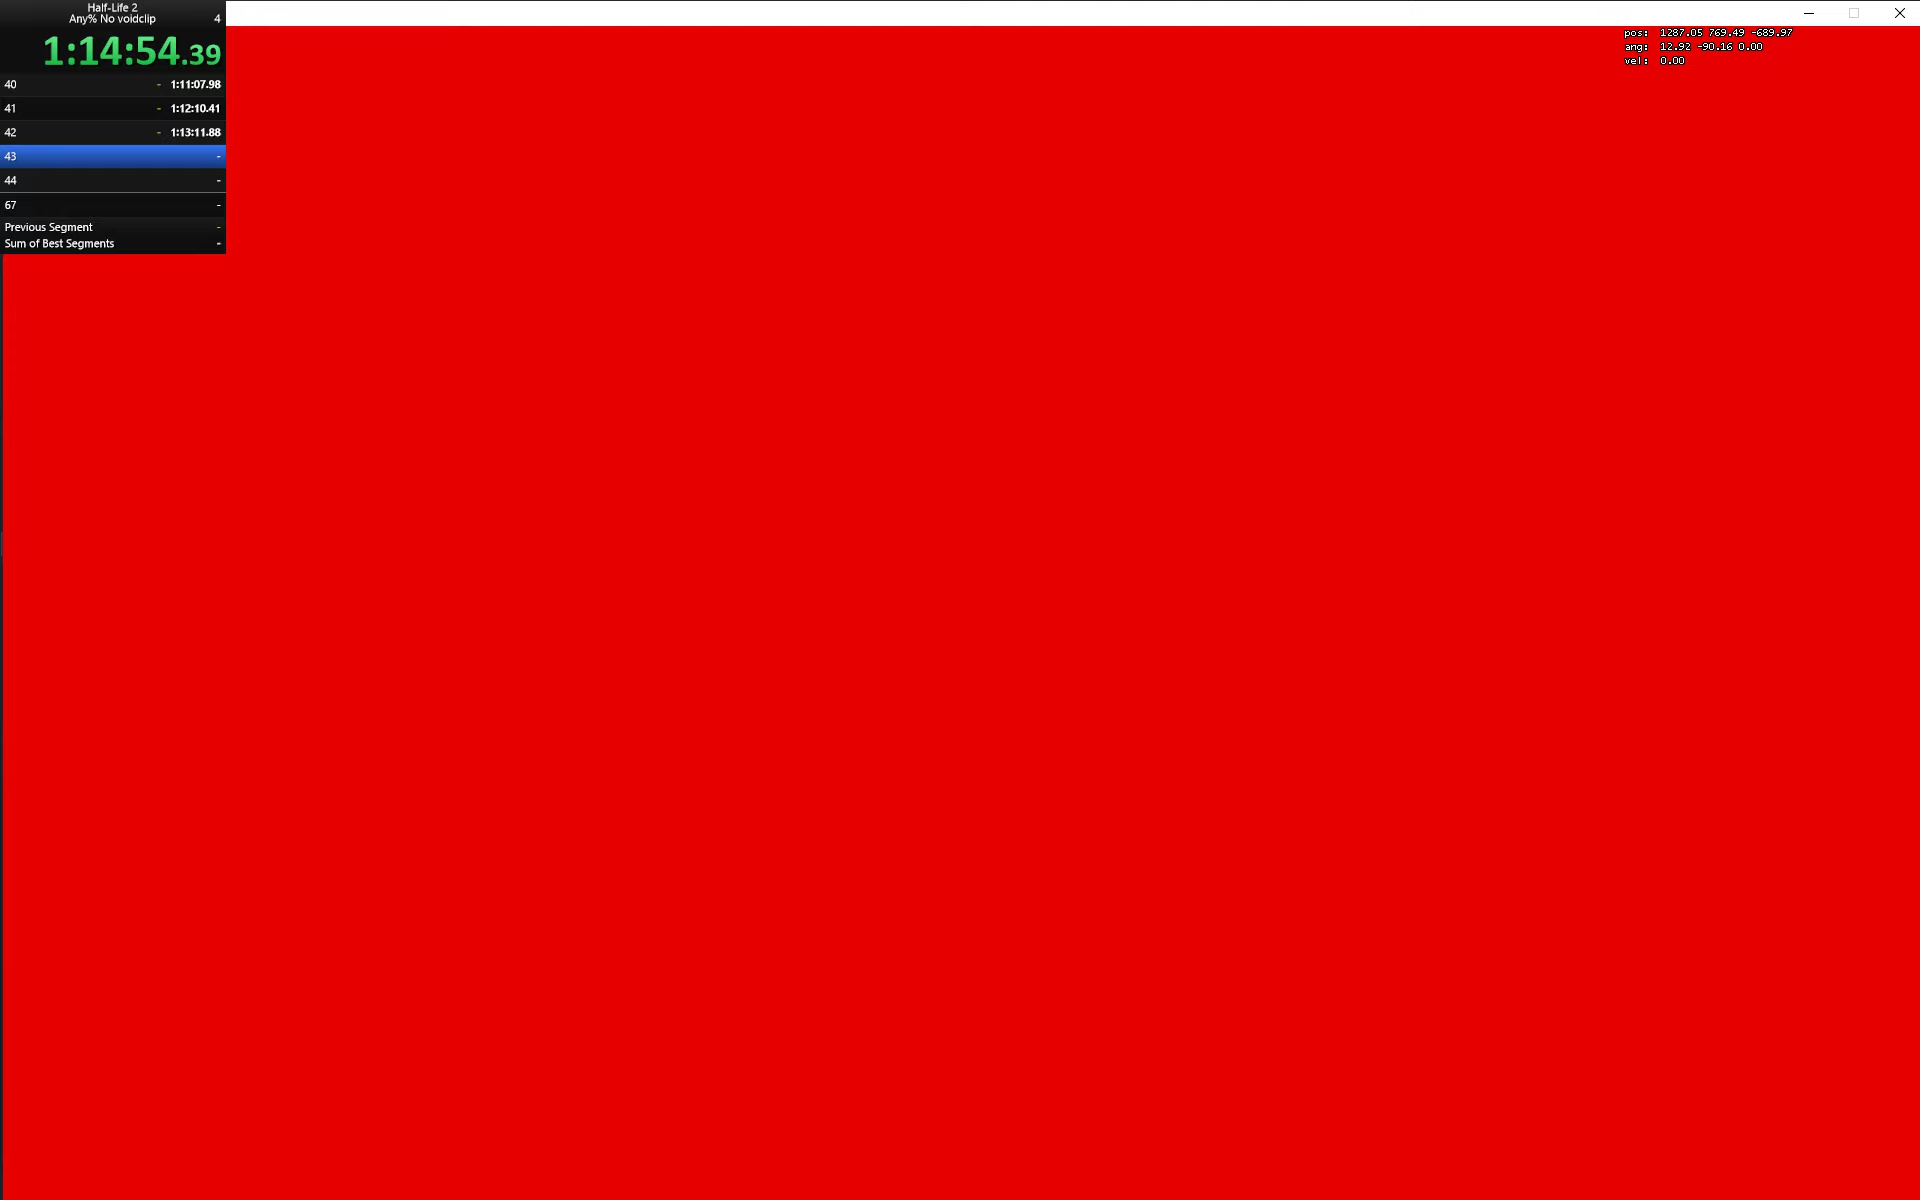 Half-Life 2
Any% No voidclip 4
1:14:54.39
40 - 1:11:07.98
41 - 1:12:10.41
42 - 1:13:11.88
43 -
44 -
67 -
Previous Segment -
Sum of Best Segments -
pos: 1287.05 769.49 -689.97
ang: 12.92 -90.16 0.00
vel: 0.00